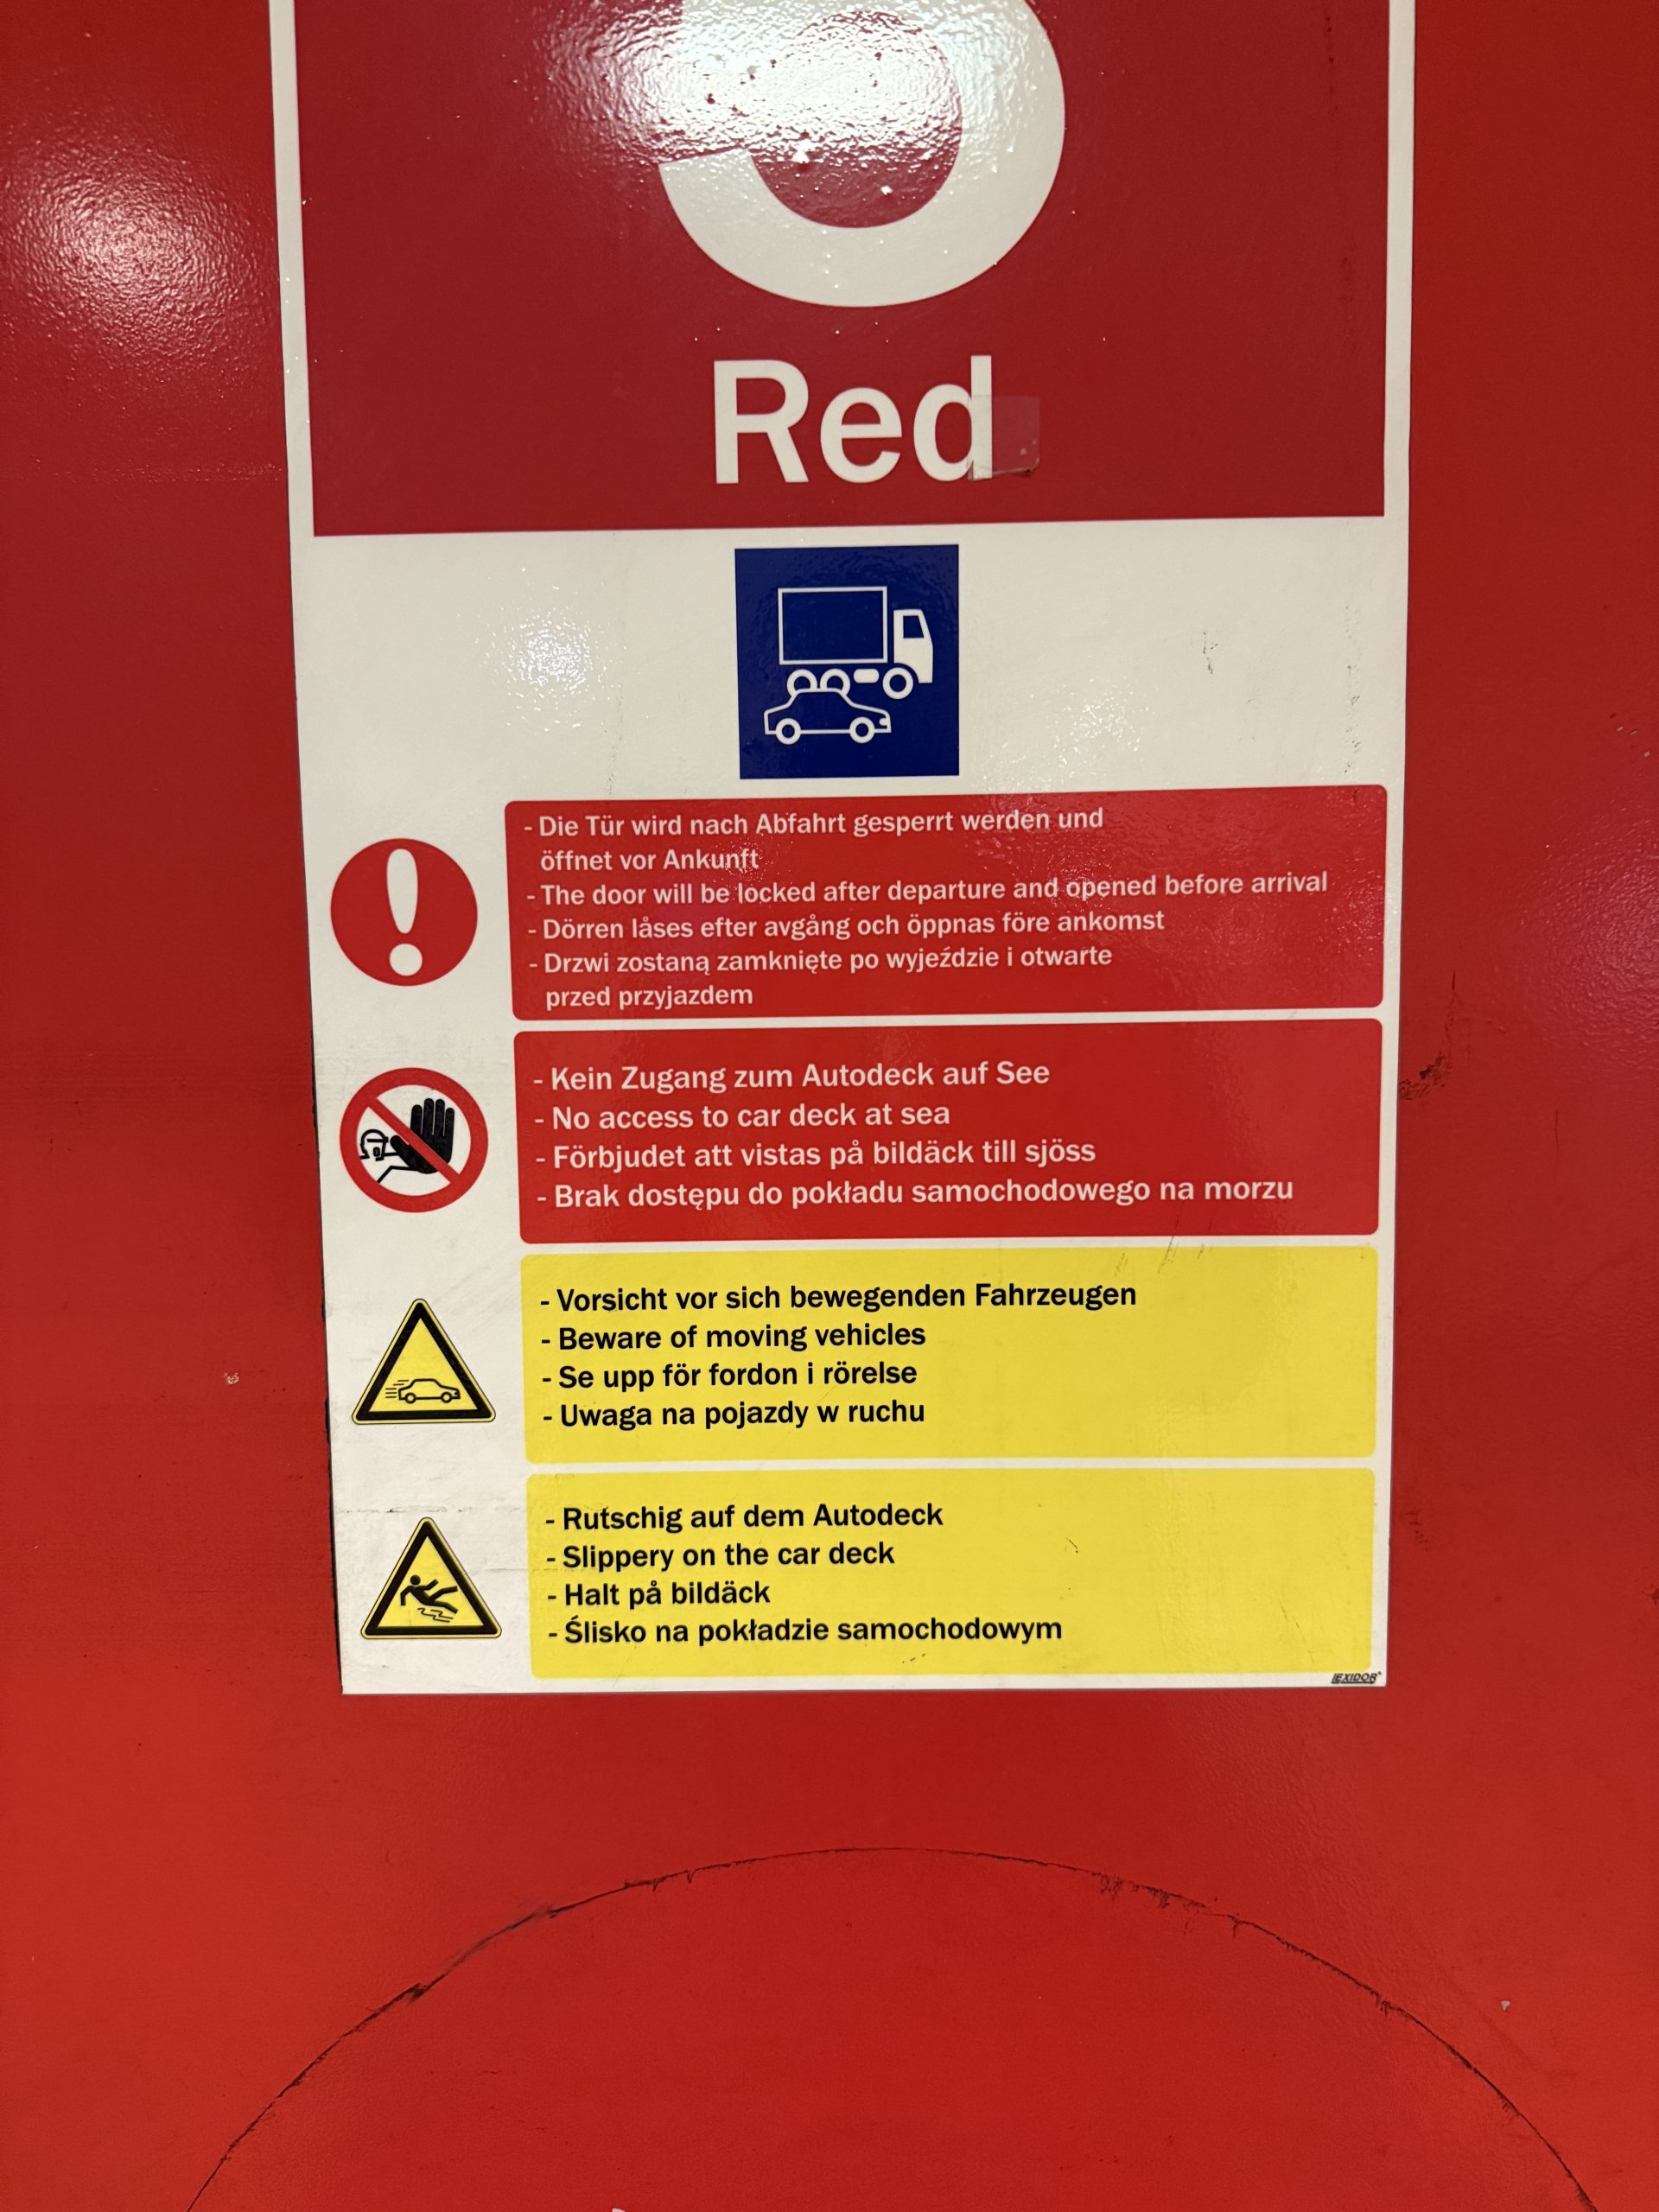 Red
- Die Tür wird nach Abfahrt gesperrt werden und
öffnet vor Ankunft
- The door will be locked after departure and opened before arrival
- Dörren låses efter avgång och öppnas före ankomst
- Drzwi zostaną zamknięte po wyjeździe i otwarte
przed przyjazdem
- Kein Zugang zum Autodeck auf See
- No access to car deck at sea
- Förbjudet att vistas på bildäck till sjöss
- Brak dostępu do pokładu samochodowego na morzu
- Vorsicht vor sich bewegenden Fahrzeugen
- Beware of moving vehicles
- Se upp för fordon i rörelse
- Uwaga na pojazdy w ruchu
- Rutschig auf dem Autodeck
- Slippery on the car deck
- Halt på bildäck
- Ślisko na pokładzie samochodowym
EXIDOR